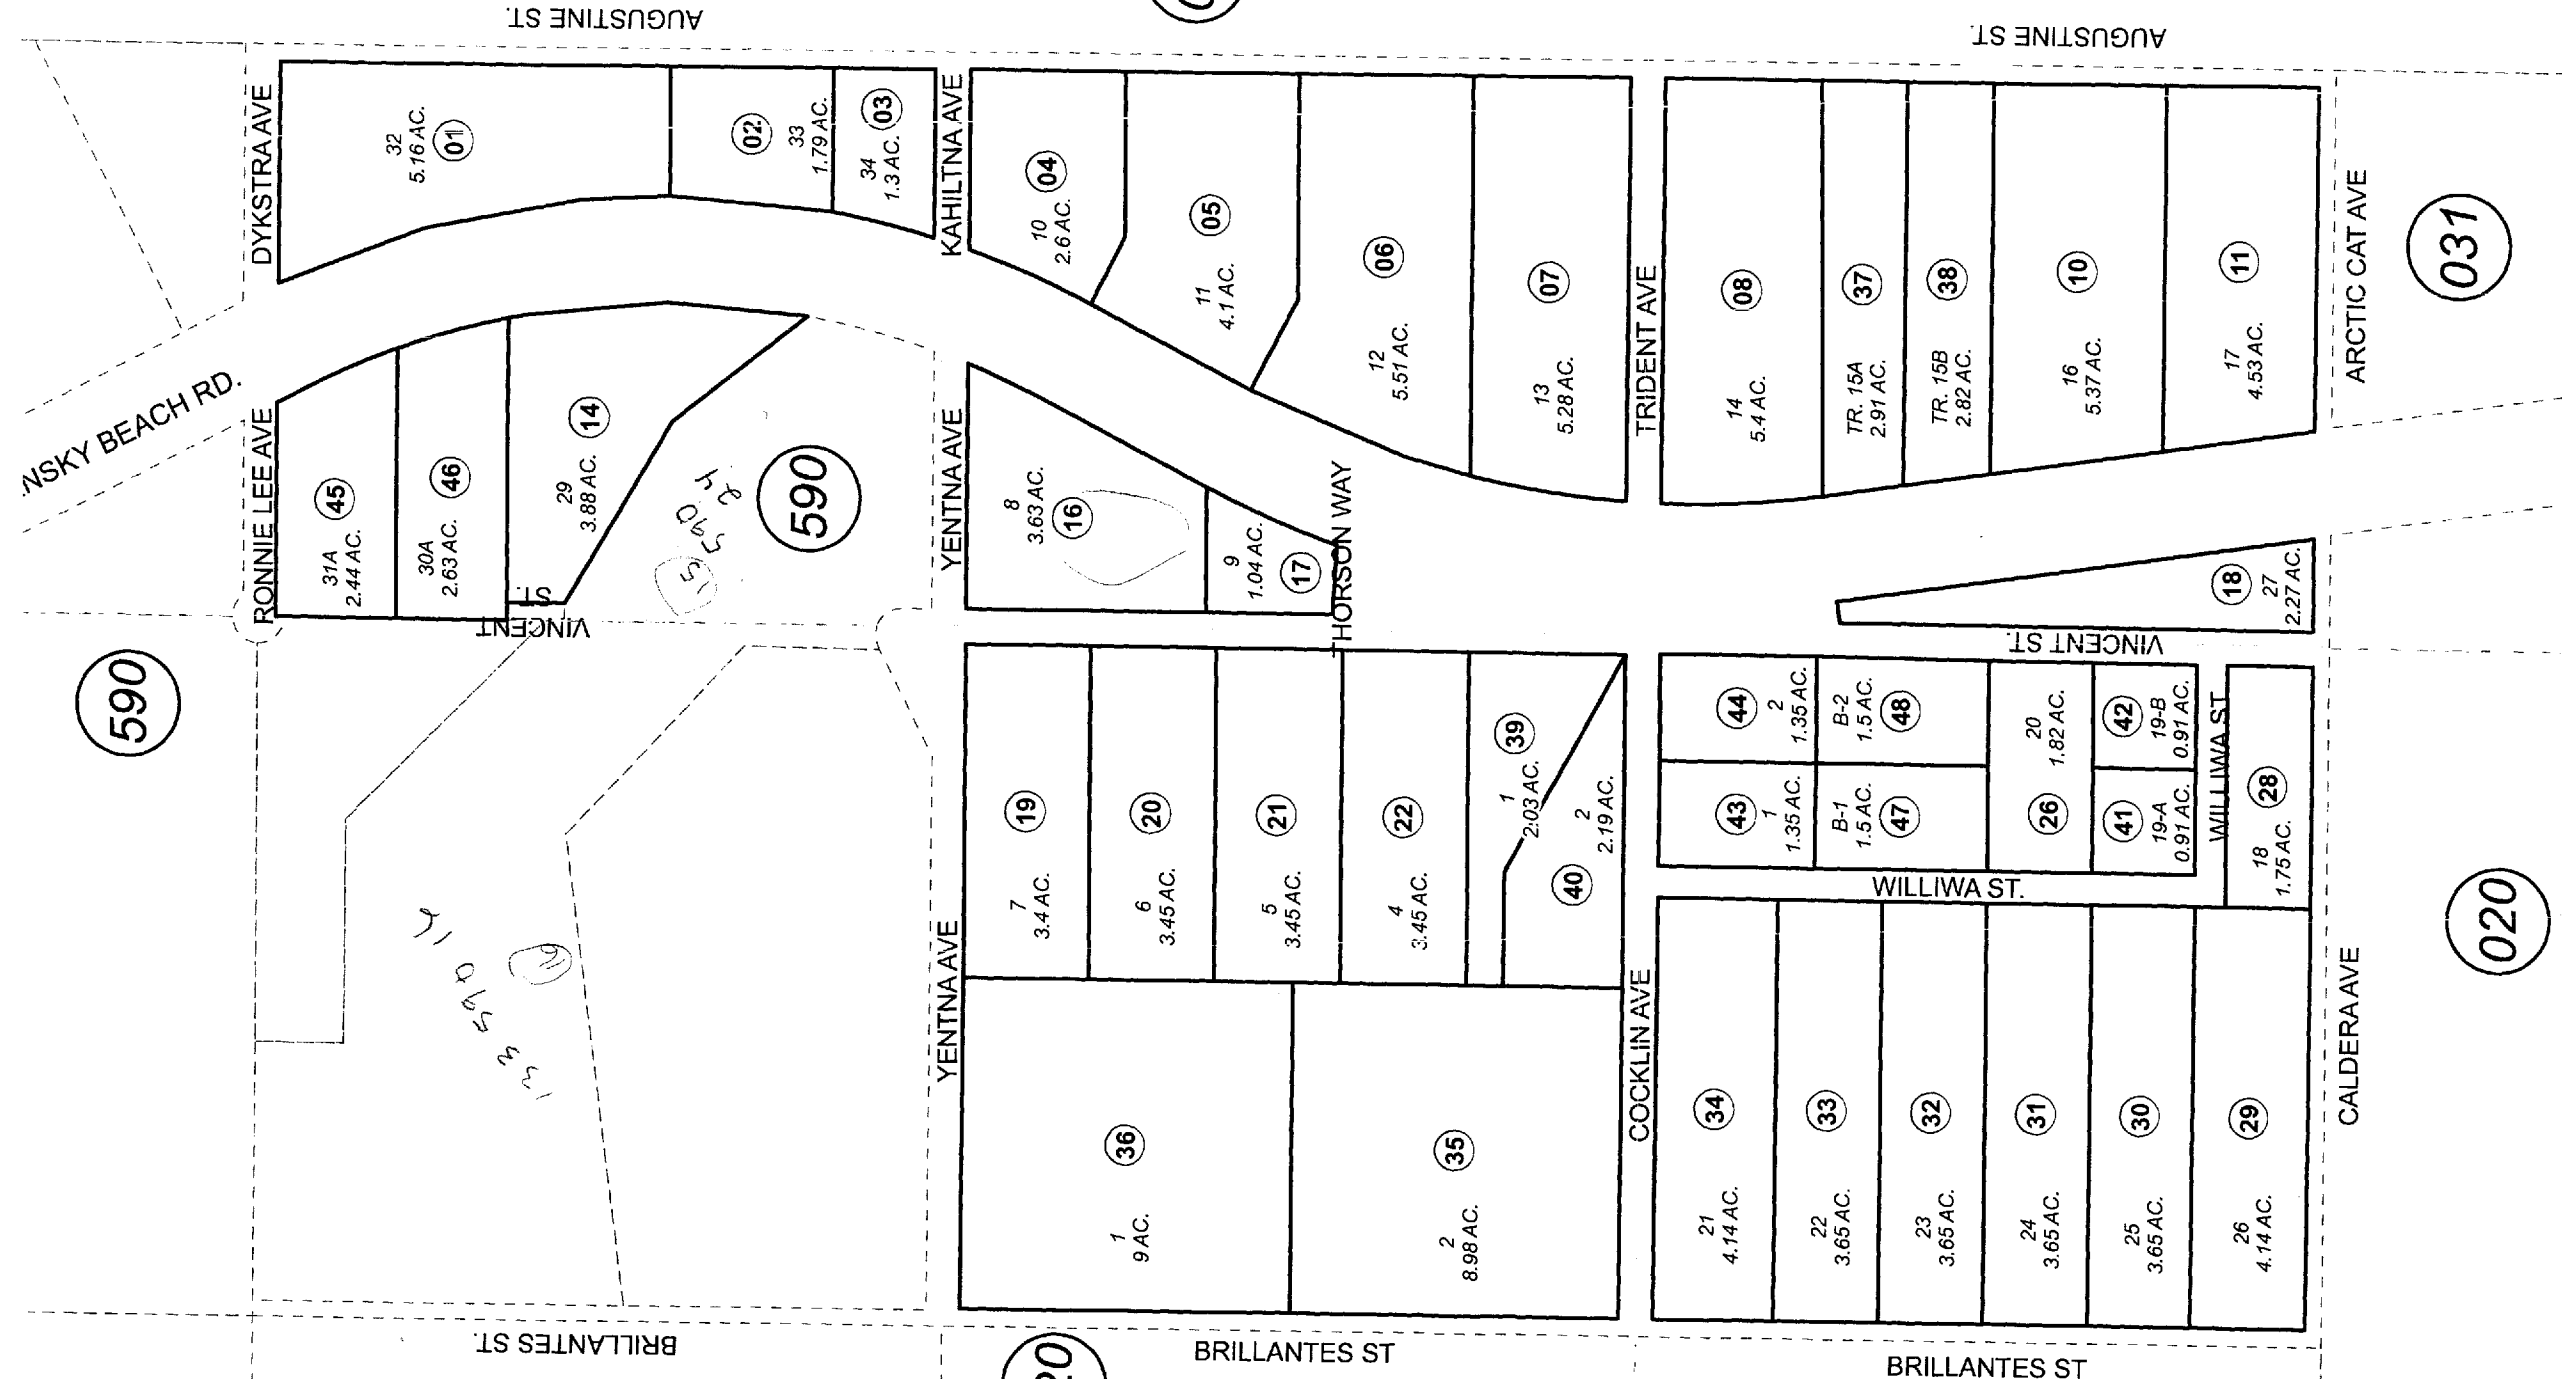 AUGUSTINE ST.
AUGUSTINE ST
DYKSTRA AVE
32
5.16 AC.
01
02
33
1.79 AC.
34
1.3 AC.
03
KAHILTNA AVE
10
2.6 AC.
04
11
4.1 AC.
05
12
5.51 AC.
06
13
5.28 AC.
07
TRIDENT AVE
14
5.4 AC.
08
TR. 15A
2.91 AC.
37
TR. 15B
2.82 AC.
38
16
5.37 AC.
10
17
4.53 AC.
11
ARCTIC CAT AVE
031
NSKY BEACH RD.
RONNIE LEE AVE
31A
2.44 AC.
45
30A
2.63 AC.
46
29
3.88 AC.
14
15 590
24
590
YENTNA AVE
8
3.63 AC.
16
9
1.04 AC.
17
THORSON WAY
18
27
2.27 AC.
VINCENT ST.
VINCENT ST.
590
7
3.4 AC.
19
6
3.45 AC.
20
5
3.45 AC.
21
4
3.45 AC.
22
1
2.03 AC.
39
2
2.19 AC.
40
44
2
1.35 AC.
B-2
1.5 AC.
48
20
1.82 AC.
26
42
19-B
0.91 AC.
43
1
1.35 AC.
B-1
1.5 AC.
47
41
19-A
0.91 AC.
WILLIWA ST
18
1.75 AC.
28
WILLIWA ST.
YENTNA AVE
COCKLIN AVE
CALDERA AVE
020
1
9 AC.
36
2
8.98 AC.
35
21
4.14 AC.
34
22
3.65 AC.
33
23
3.65 AC.
32
24
3.65 AC.
31
25
3.65 AC.
30
26
4.14 AC.
29
BRILLANTES ST.
BRILLANTES ST
BRILLANTES ST